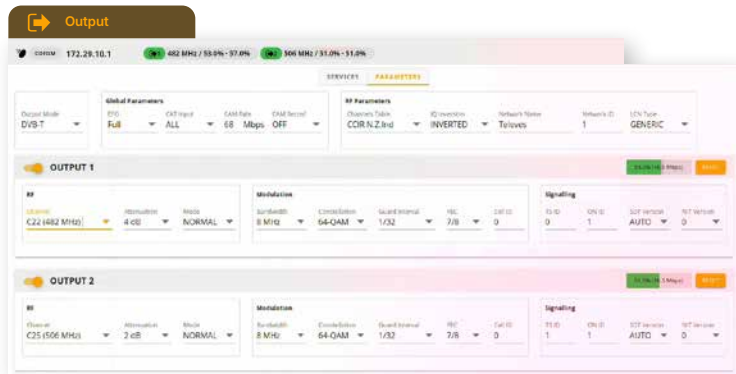 Output
COFDM 172.29.10.1 482 MHz / 53.0% - 57.0% 506 MHz / 51.0% - 51.0%
SERVICES PARAMETERS
Global Parameters RF Parameters
Output Mode EPG CAT Input CAM Rate CAM Record Channels Table IQ Inversion Network Name Network ID LCN Type
DVB-T Full ALL 68 Mbps OFF CCIR N.Z.Ind INVERTED Televes 1 GENERIC
OUTPUT 1
RF Modulation Signalling
Channel Attenuation Mode Bandwidth Constellation Guard Interval FEC Cell ID TS ID ON ID SDT Version NIT Version
C22 (482 MHz) 4 dB NORMAL 8 MHz 64-QAM 1/32 7/8 0 0 1 AUTO 0
OUTPUT 2
RF Modulation Signalling
Channel Attenuation Mode Bandwidth Constellation Guard Interval FEC Cell ID TS ID ON ID SDT Version NIT Version
C25 (506 MHz) 2 dB NORMAL 8 MHz 64-QAM 1/32 7/8 0 1 1 AUTO 0